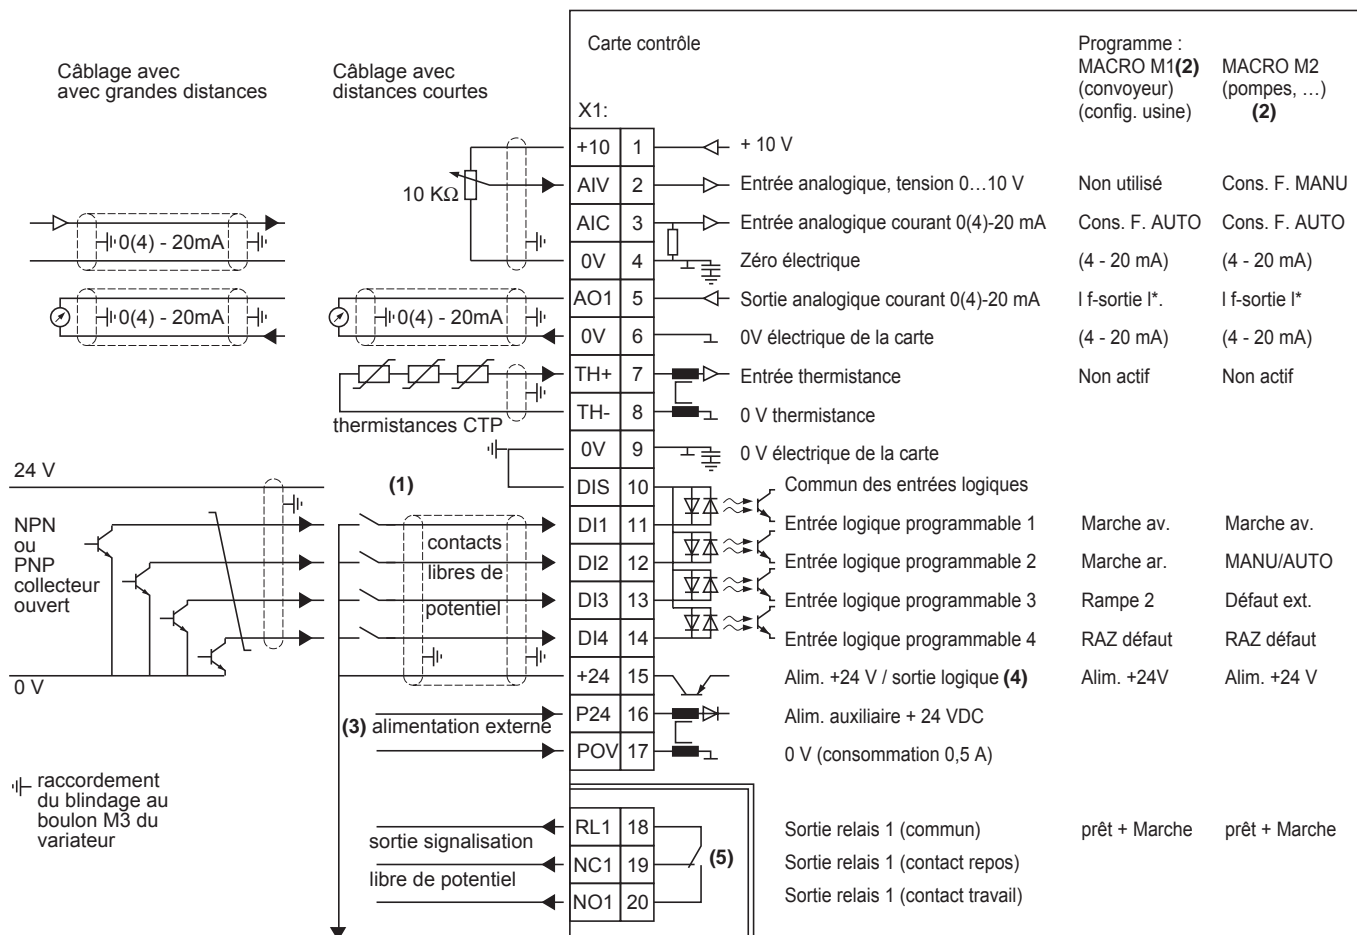 Carte contrôle
Programme :
MACRO M1(2)
(convoyeur)
(config. usine)
MACRO M2
(pompes, …)
(2)
Câblage avec
avec grandes distances
Câblage avec
distances courtes
X1:
+10 1 + 10 V
10 KΩ
AIV 2 Entrée analogique, tension 0…10 V Non utilisé Cons. F. MANU
0(4) - 20mA
AIC 3 Entrée analogique courant 0(4)-20 mA Cons. F. AUTO Cons. F. AUTO
0V 4 Zéro électrique (4 - 20 mA) (4 - 20 mA)
AO1 5 Sortie analogique courant 0(4)-20 mA I f-sortie I*. I f-sortie I*
0(4) - 20mA
0(4) - 20mA
0V 6 0V électrique de la carte (4 - 20 mA) (4 - 20 mA)
TH+ 7 Entrée thermistance Non actif Non actif
TH- 8 0 V thermistance
thermistances CTP
0V 9 0 V électrique de la carte
24 V
(1)
DIS 10 Commun des entrées logiques
NPN
ou
PNP
collecteur
ouvert
contacts
libres de
potentiel
DI1 11 Entrée logique programmable 1 Marche av. Marche av.
DI2 12 Entrée logique programmable 2 Marche ar. MANU/AUTO
DI3 13 Entrée logique programmable 3 Rampe 2 Défaut ext.
DI4 14 Entrée logique programmable 4 RAZ défaut RAZ défaut
0 V
+24 15 Alim. +24 V / sortie logique (4) Alim. +24V Alim. +24 V
(3) alimentation externe
P24 16 Alim. auxiliaire + 24 VDC
POV 17 0 V (consommation 0,5 A)
raccordement
du blindage au
boulon M3 du
variateur
sortie signalisation
libre de potentiel
RL1 18 Sortie relais 1 (commun) prêt + Marche prêt + Marche
NC1 19 (5) Sortie relais 1 (contact repos)
NO1 20 Sortie relais 1 (contact travail)